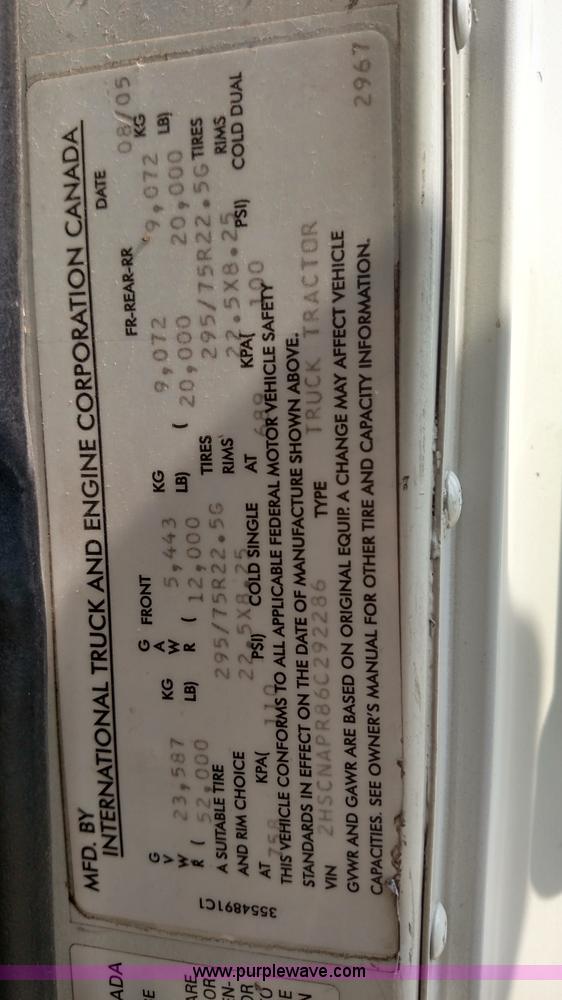 MFD. BY
INTERNATIONAL TRUCK AND ENGINE CORPORATION CANADA
DATE 08/05
G FRONT G FR-REAR-RR
V A
W 23,587 KG W 5,443 KG 9,072 9,072 KG
R ( 52,000 LB) R ( 12,000 LB) ( 20,000 20,000 LB)
A SUITABLE TIRE 295/75R22.5G TIRES 295/75R22.5G TIRES
AND RIM CHOICE 22.5X8.25 RIMS 22.5X8.25 RIMS
AT 758 KPA( 110 PSI) COLD SINGLE AT 689 KPA( 100 PSI) COLD DUAL
THIS VEHICLE CONFORMS TO ALL APPLICABLE FEDERAL MOTOR VEHICLE SAFETY
STANDARDS IN EFFECT ON THE DATE OF MANUFACTURE SHOWN ABOVE.
VIN 2HSCNAPR86C292286 TYPE TRUCK TRACTOR 2967
GVWR AND GAWR ARE BASED ON ORIGINAL EQUIP. A CHANGE MAY AFFECT VEHICLE
CAPACITIES. SEE OWNER'S MANUAL FOR OTHER TIRE AND CAPACITY INFORMATION.
3554891C1
ADA
ARE
LOR
EN-
OR
TO
E
N
www.purplewave.com